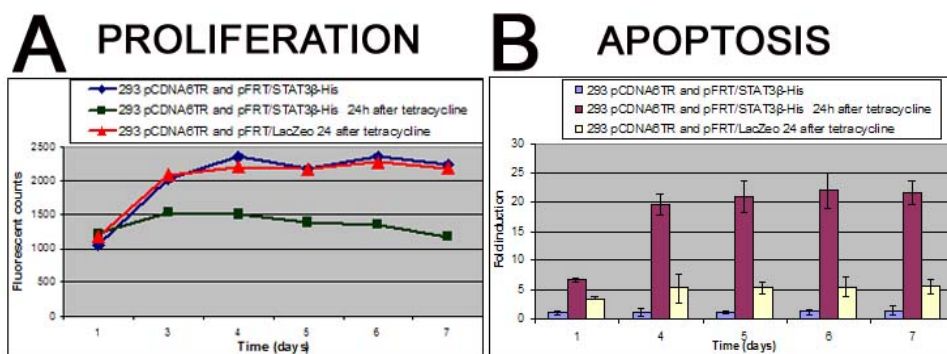 A PROLIFERATION
293 pCDNA6TR and pFRT/STAT3β-His
293 pCDNA6TR and pFRT/STAT3β-His 24h after tetracycline
293 pCDNA6TR and pFRT/LacZeo 24 after tetracycline
Fluorescent counts
2500
2000
1500
1000
500
0
1 3 4 5 6 7
Time (days)
B APOPTOSIS
293 pCDNA6TR and pFRT/STAT3β-His
293 pCDNA6TR and pFRT/STAT3β-His 24h after tetracycline
293 pCDNA6TR and pFRT/LacZeo 24 after tetracycline
Fold induction
30
25
20
15
10
5
0
1 4 5 6 7
Time (days)